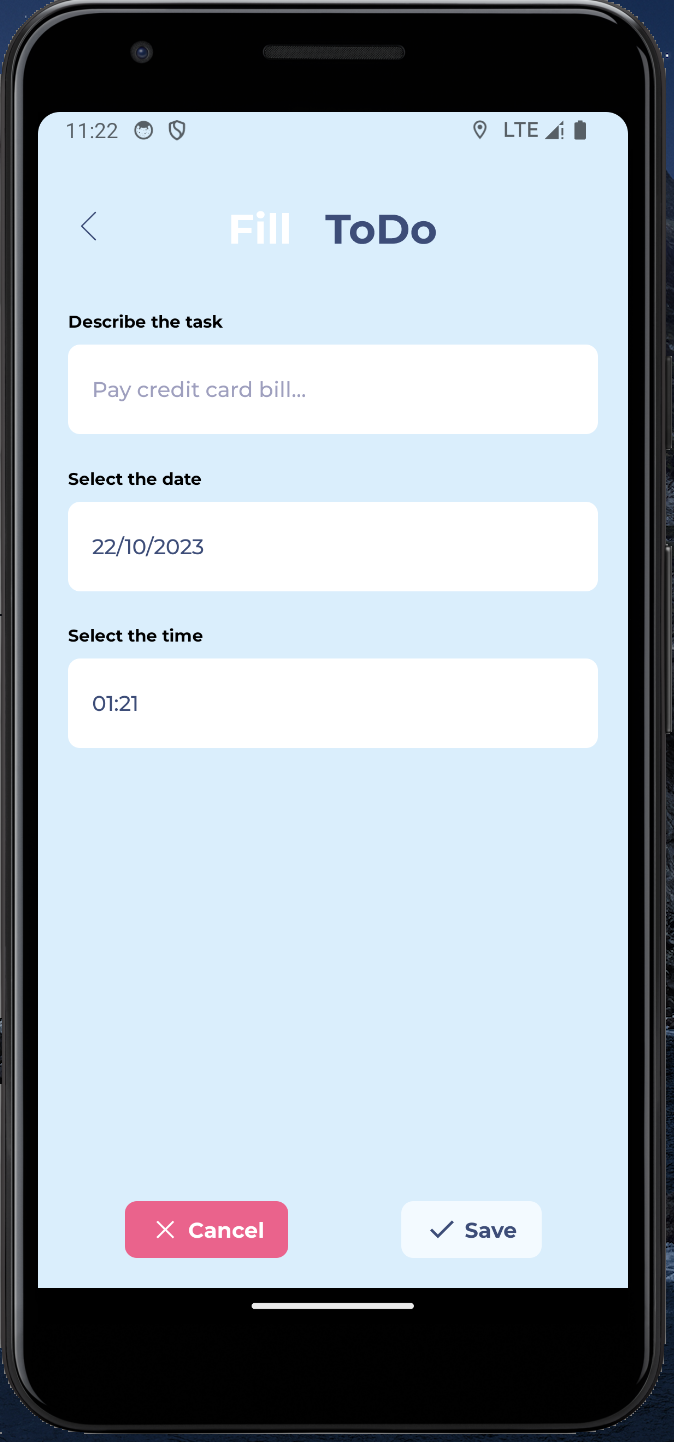 11:22 LTE
Fill ToDo
Describe the task
Pay credit card bill...
Select the date
22/10/2023
Select the time
01:21
Cancel Save